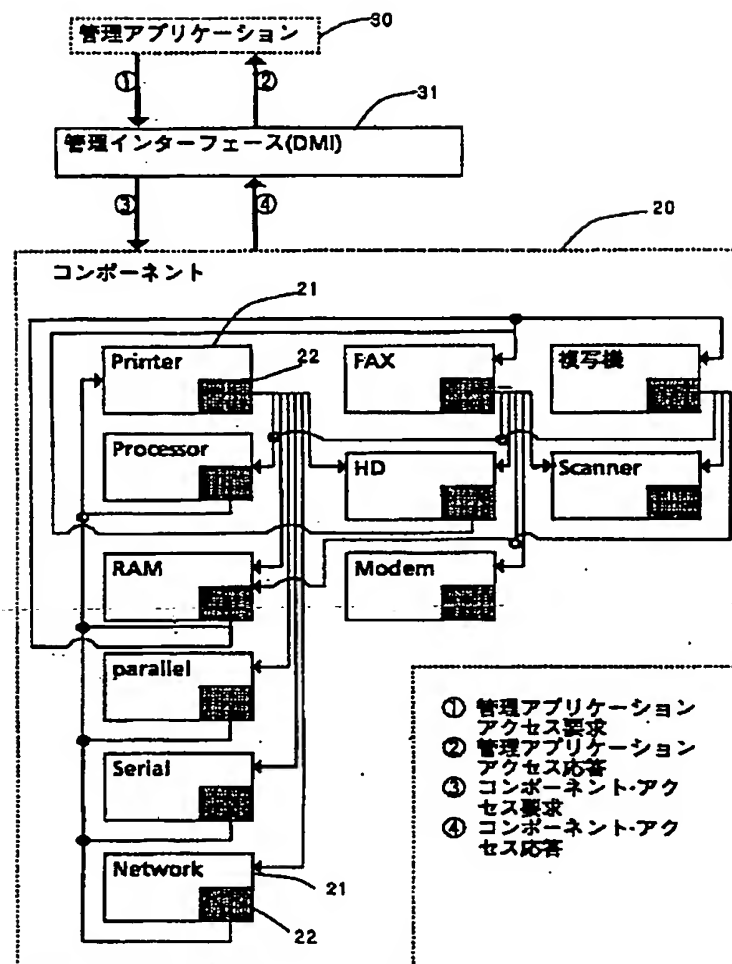 管理アプリケーション
30
①
②
31
管理インターフェース(DMI)
③
④
20
コンポーネント
21
Printer
22
FAX
複写機
Processor
HD
Scanner
RAM
Modem
parallel
Serial
Network
21
22
① 管理アプリケーション
アクセス要求
② 管理アプリケーション
アクセス応答
③ コンポーネント・アク
セス要求
④ コンポーネント・アク
セス応答